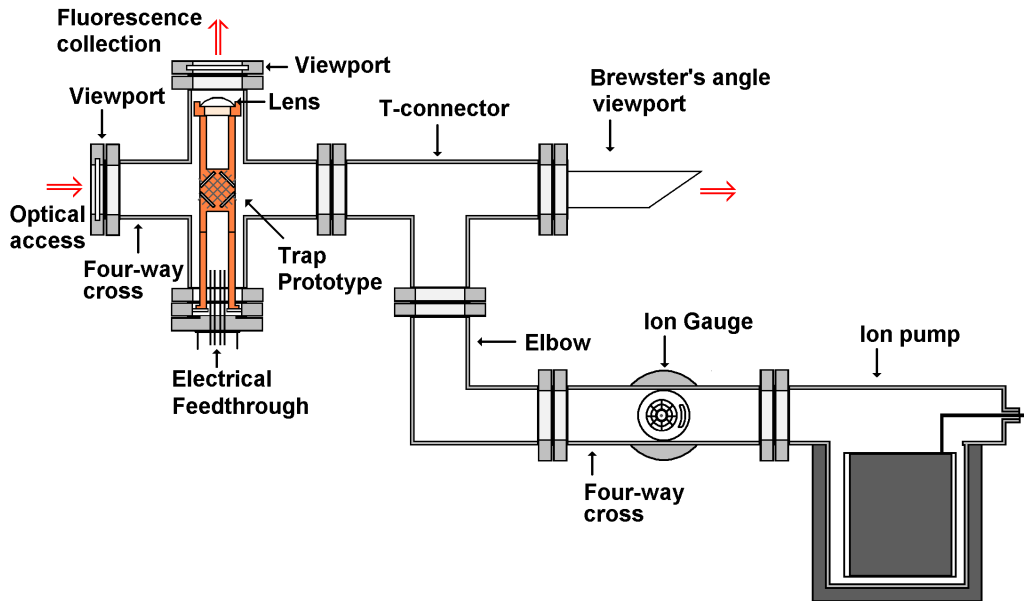 Fluorescence
collection
Viewport
Viewport
Lens
T-connector
Brewster's angle
viewport
Optical
access
Four-way
cross
Trap
Prototype
Electrical
Feedthrough
Elbow
Ion Gauge
Ion pump
Four-way
cross